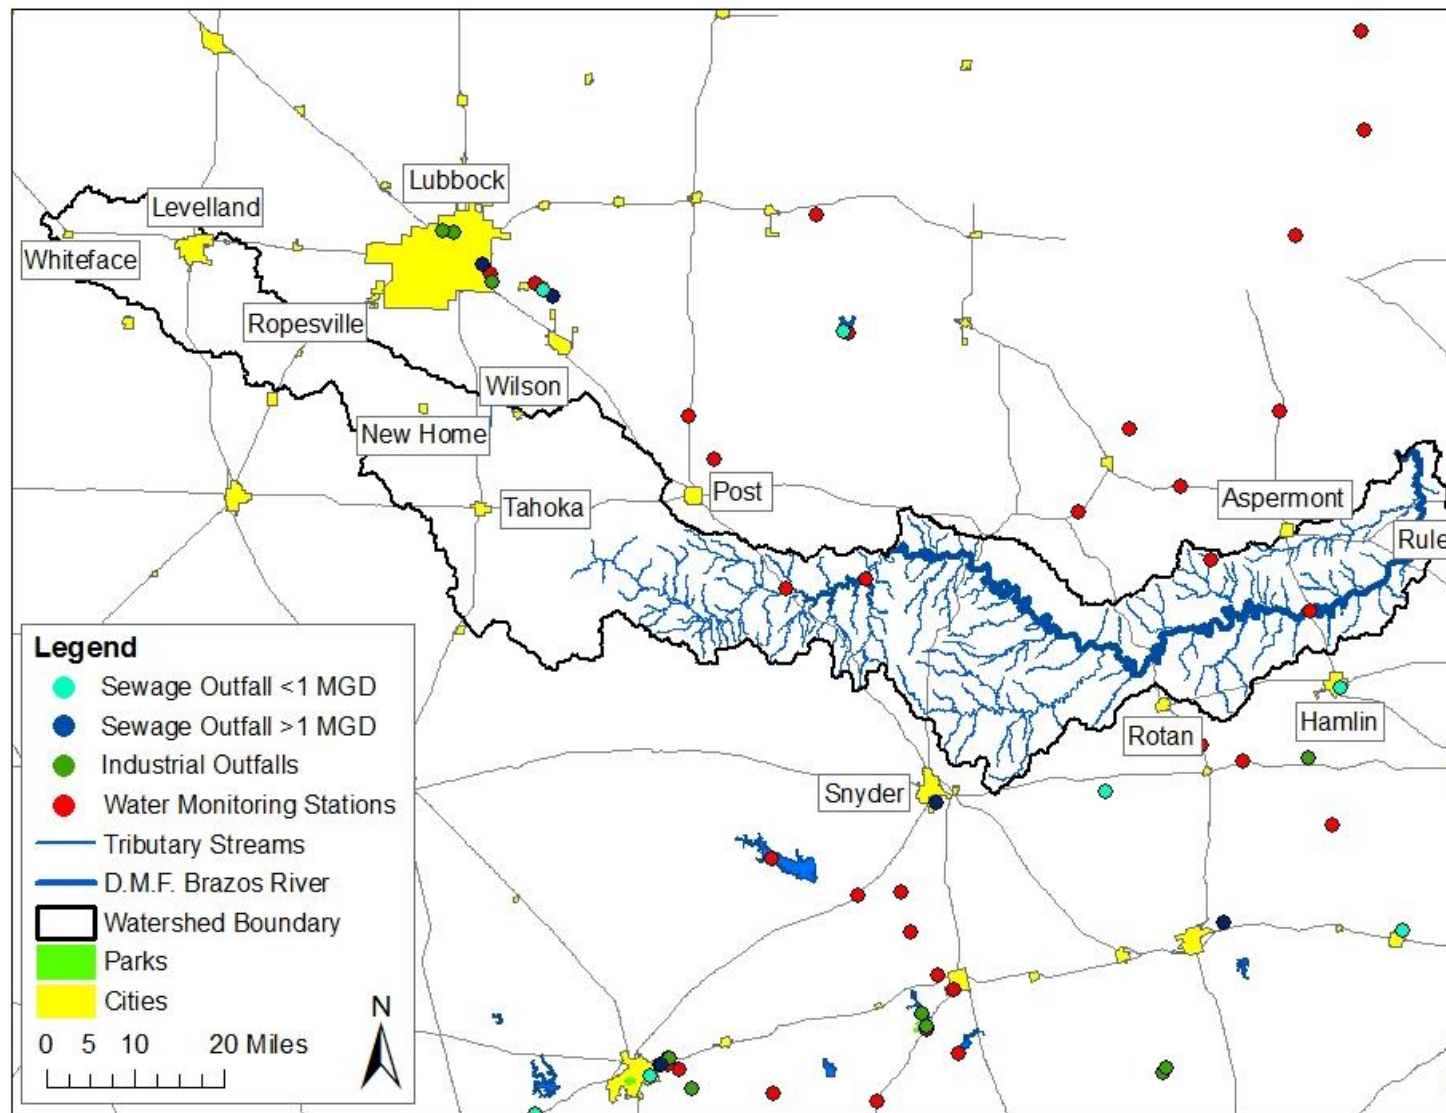 Lubbock
Levelland
Whiteface
Ropesville
Wilson
New Home
Tahoka
Post
Aspermont
Rule
Rotan
Hamlin
Snyder
Legend
Sewage Outfall <1 MGD
Sewage Outfall >1 MGD
Industrial Outfalls
Water Monitoring Stations
Tributary Streams
D.M.F. Brazos River
Watershed Boundary
Parks
Cities
N
0 5 10 20 Miles